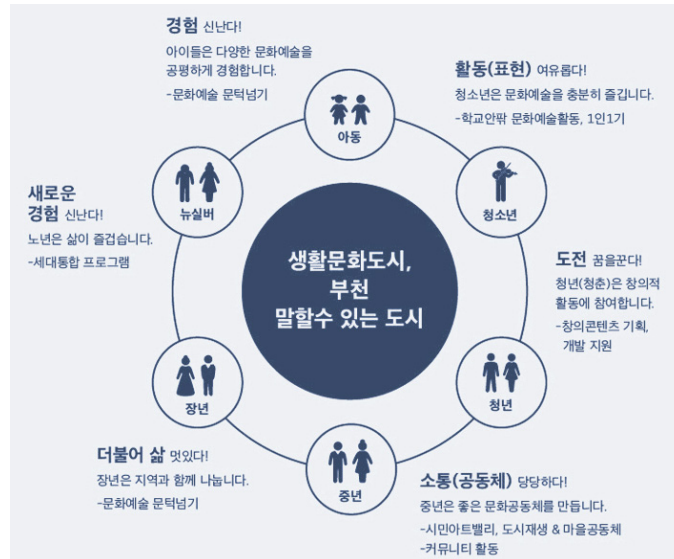 경험 신난다!
아이들은 다양한 문화예술을
공평하게 경험합니다.
-문화예술 문턱넘기
아동
활동(표현) 여유롭다!
청소년은 문화예술을 충분히 즐깁니다.
-학교안팎 문화예술활동, 1인1기
청소년
도전 꿈을꾼다!
청년(청춘)은 창의적
활동에 참여합니다.
-창의콘텐츠 기획,
개발 지원
청년
소통(공동체) 당당하다!
중년은 좋은 문화공동체를 만듭니다.
-시민아트밸리, 도시재생 & 마을공동체
-커뮤니티 활동
중년
더불어 삶 멋있다!
장년은 지역과 함께 나눕니다.
-문화예술 문턱넘기
장년
새로운
경험 신난다!
노년은 삶이 즐겁습니다.
-세대통합 프로그램
뉴실버
생활문화도시,
부천
말할수 있는 도시